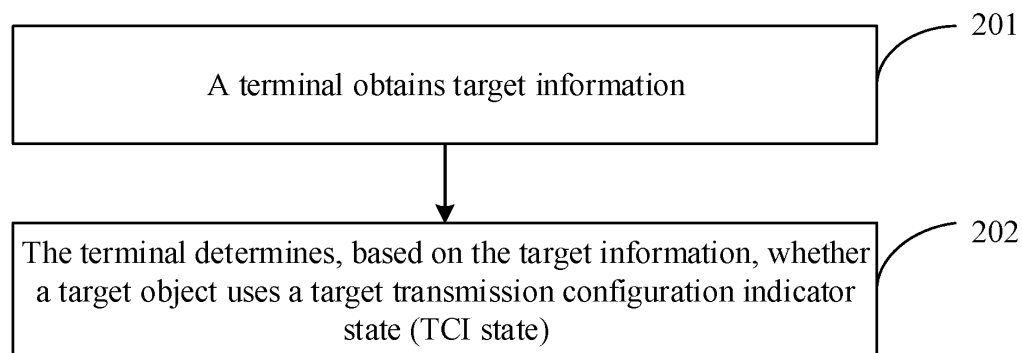 201
A terminal obtains target information
202
The terminal determines, based on the target information, whether
a target object uses a target transmission configuration indicator
state (TCI state)